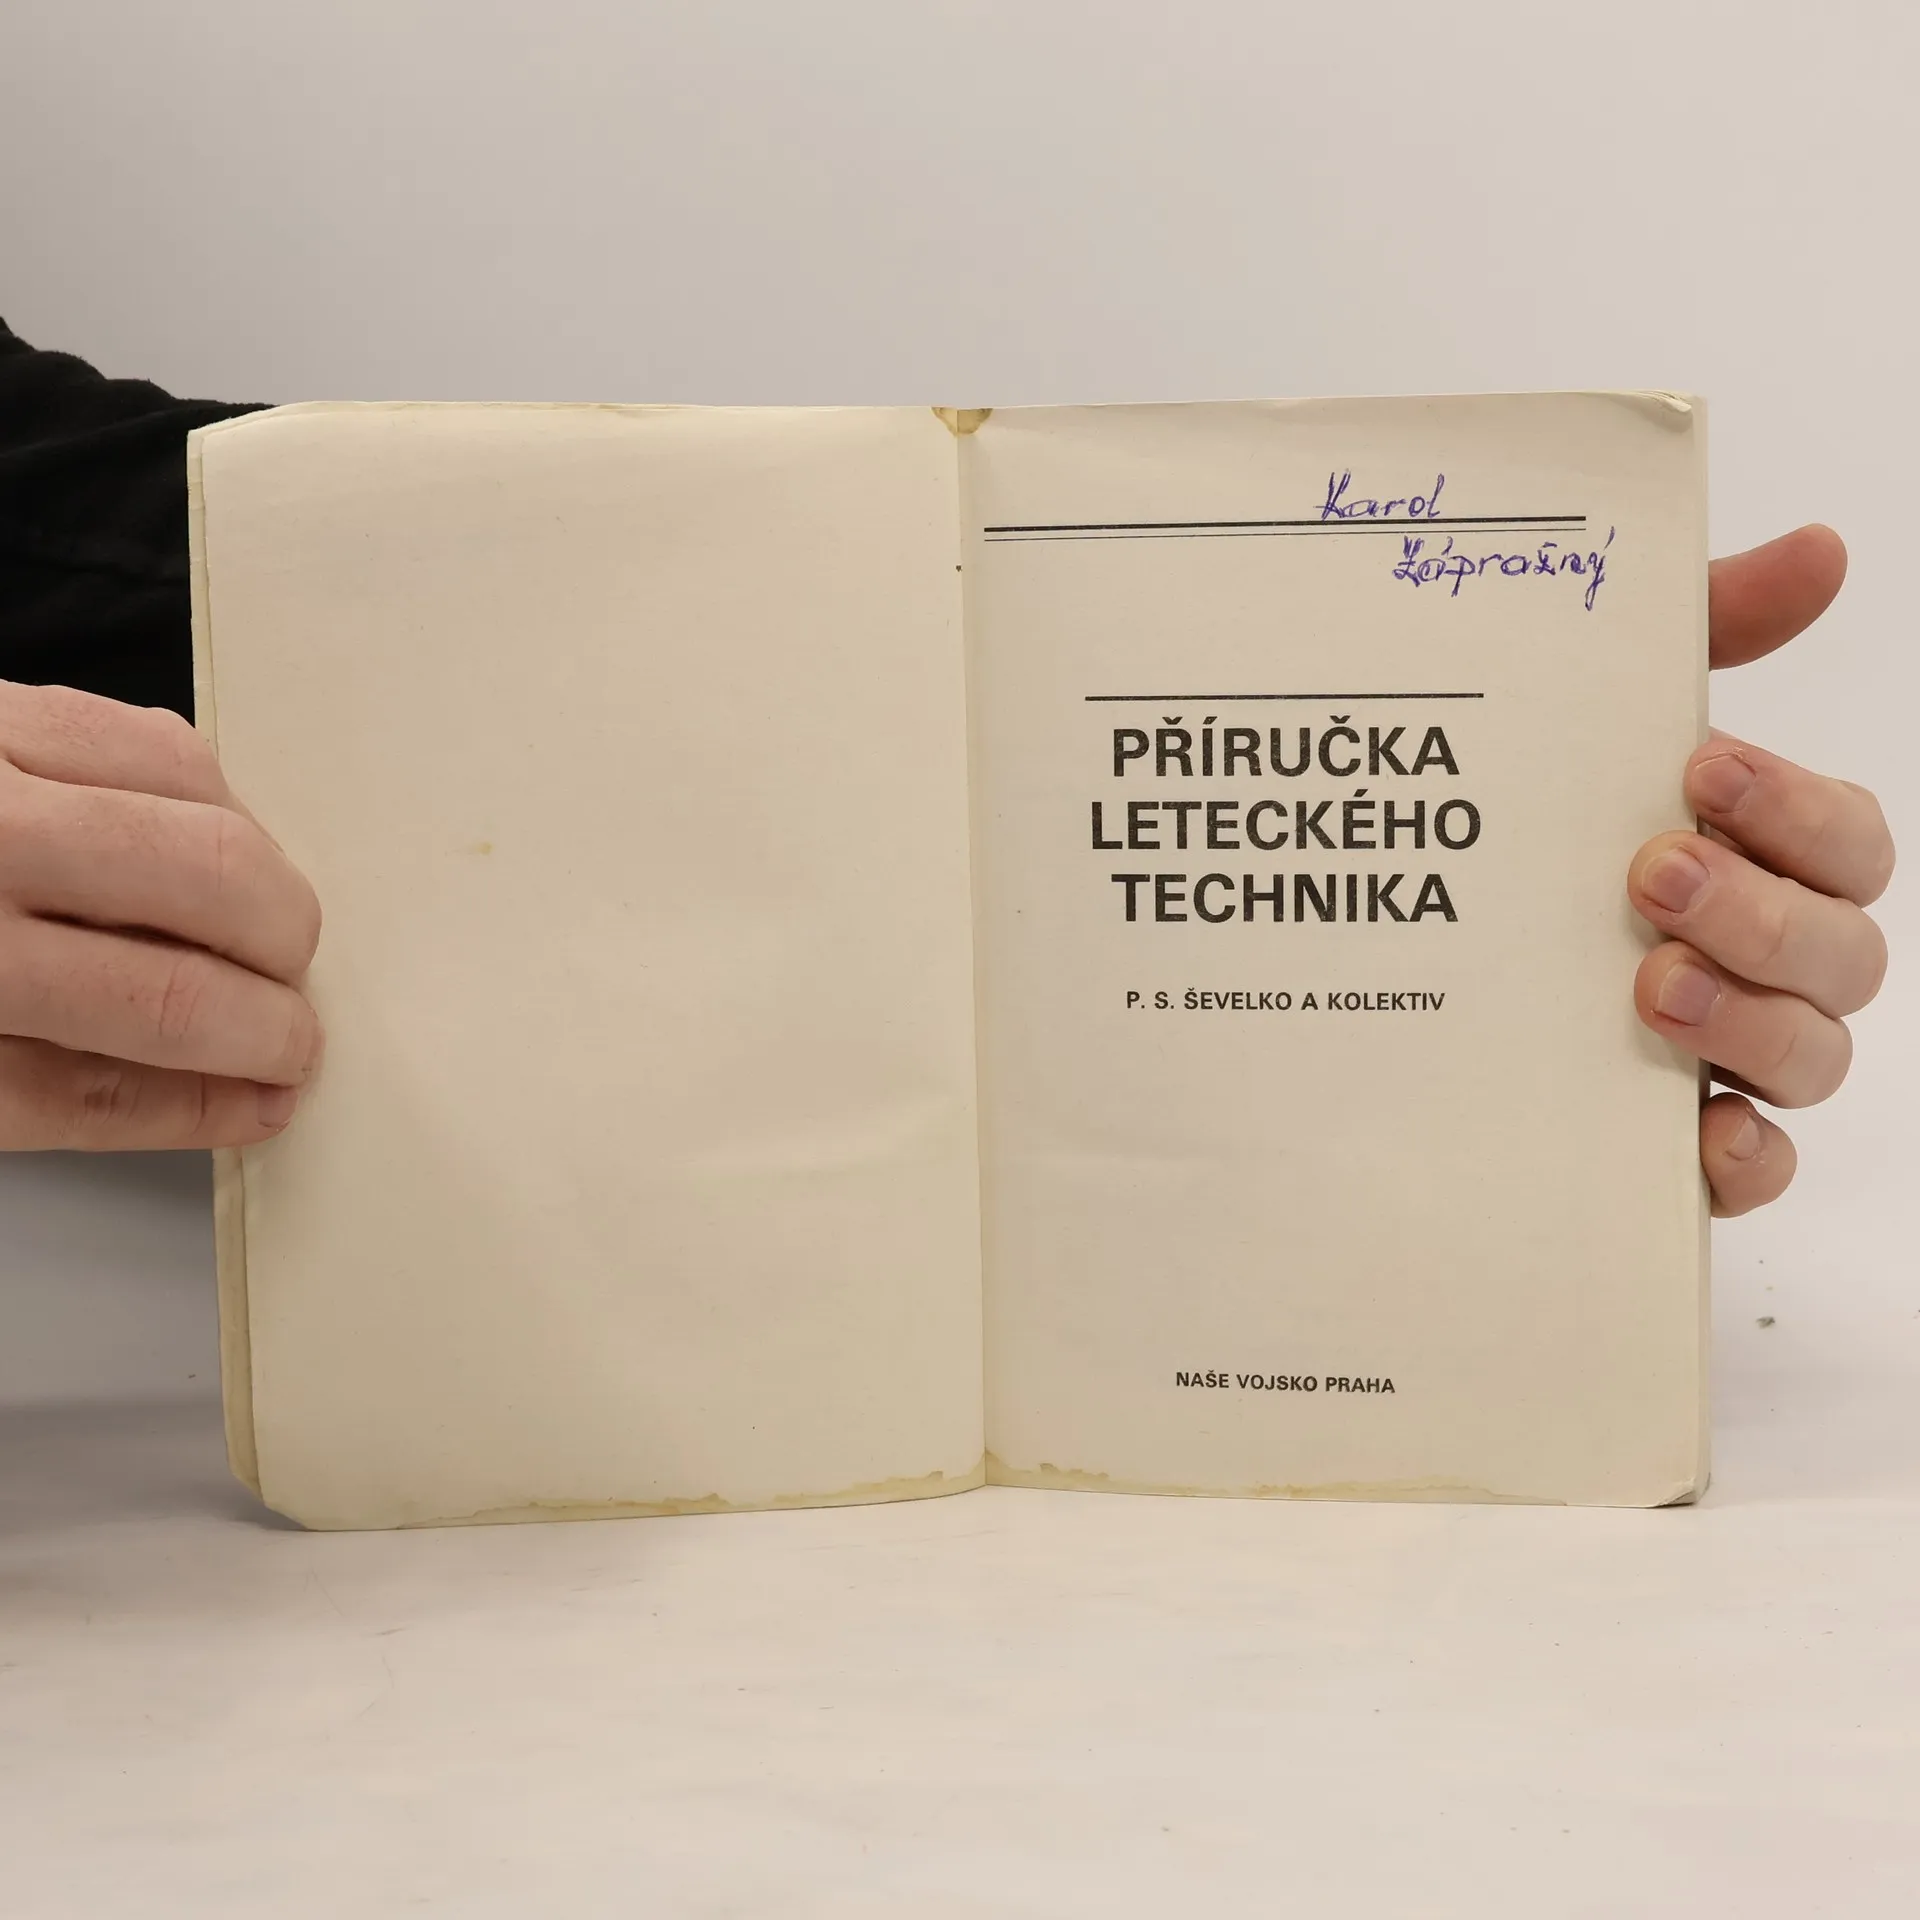 Karol
Zápražný
PŘÍRUČKA
LETECKÉHO
TECHNIKA
P. S. ŠEVELKO A KOLEKTIV
NAŠE VOJSKO PRAHA